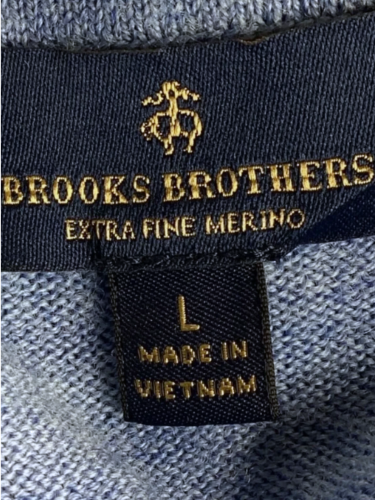 BROOKS BROTHERS
EXTRA FINE MERINO
L
MADE IN
VIETNAM